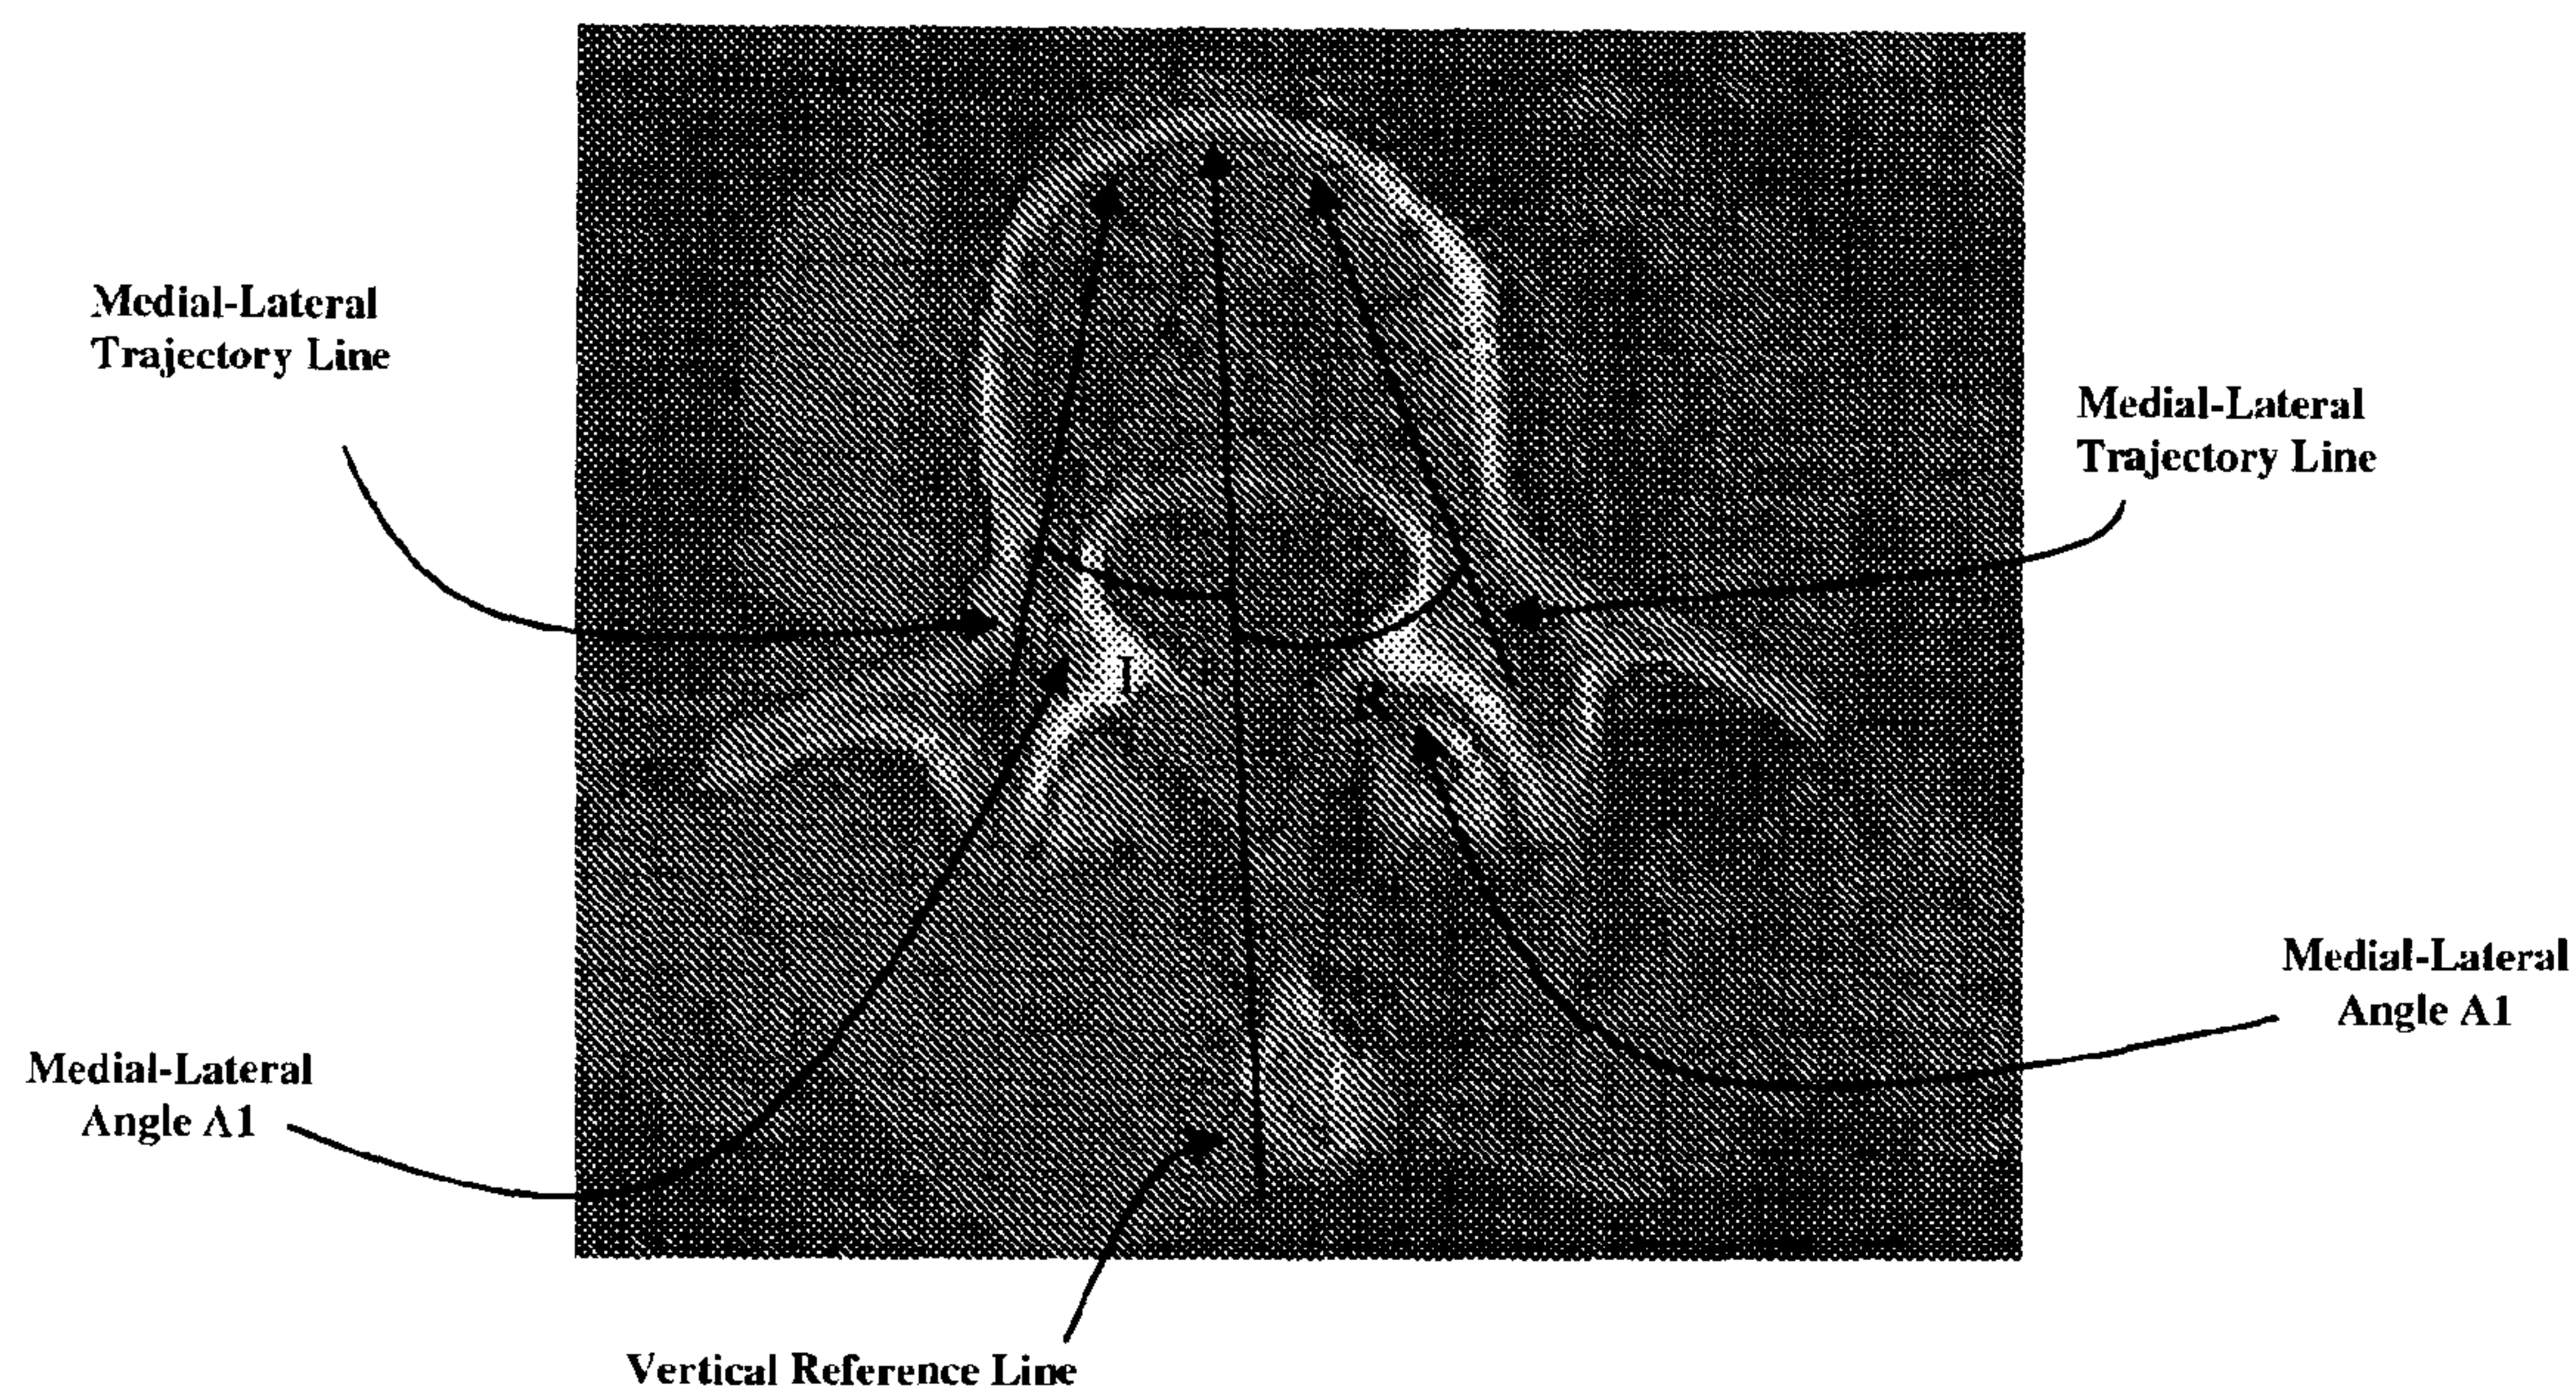 Medial-Lateral
Trajectory Line
Medial-Lateral
Trajectory Line
L
R
Medial-Lateral
Angle A1
Medial-Lateral
Angle A1
Vertical Reference Line